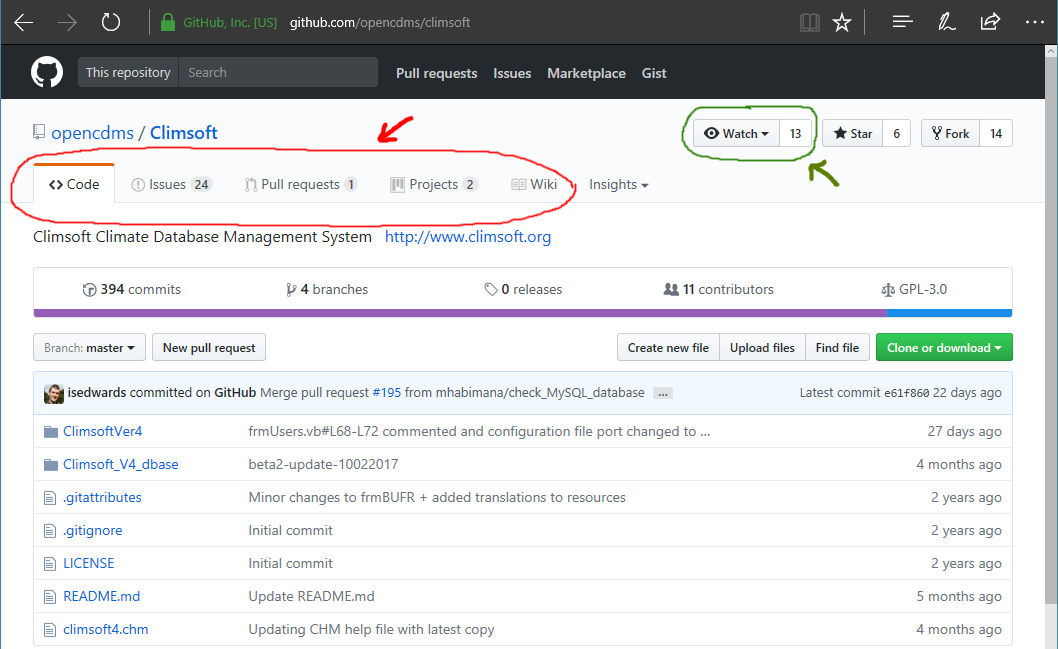 GitHub, Inc. [US] github.com/opencdms/climsoft
This repository Search Pull requests Issues Marketplace Gist
opencdms / Climsoft Watch 13 Star 6 Fork 14
<> Code Issues 24 Pull requests 1 Projects 2 Wiki Insights
Climsoft Climate Database Management System http://www.climsoft.org
394 commits 4 branches 0 releases 11 contributors GPL-3.0
Branch: master New pull request Create new file Upload files Find file Clone or download
isedwards committed on GitHub Merge pull request #195 from mhabimana/check_MySQL_database ... Latest commit e61f860 22 days ago
ClimsoftVer4 frmUsers.vb#L68-L72 commented and configuration file port changed to ... 27 days ago
Climsoft_V4_dbase beta2-update-10022017 4 months ago
.gitattributes Minor changes to frmBUFR + added translations to resources 2 years ago
.gitignore Initial commit 2 years ago
LICENSE Initial commit 2 years ago
README.md Update README.md 5 months ago
climsoft4.chm Updating CHM help file with latest copy 4 months ago